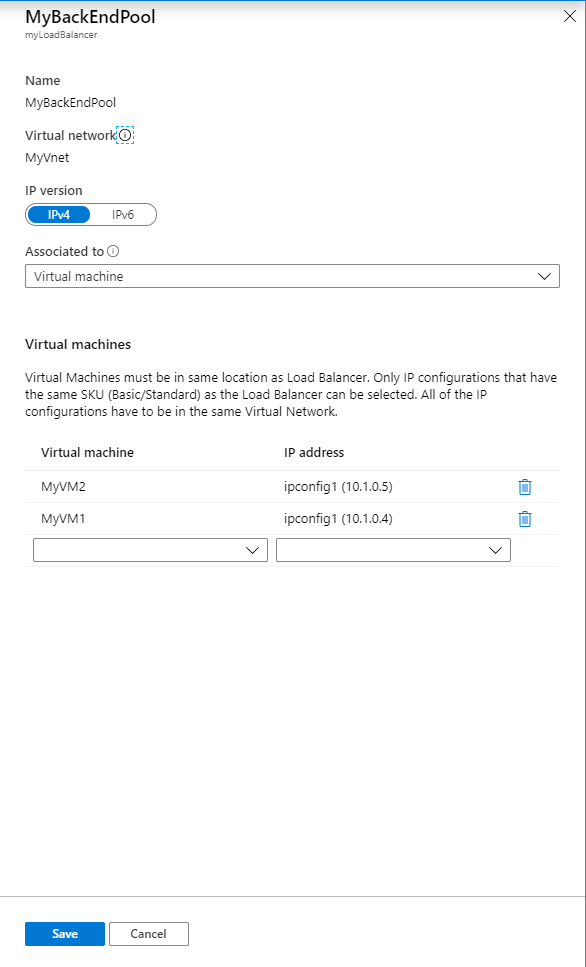 MyBackEndPool
myLoadBalancer
Name
MyBackEndPool
Virtual network
MyVnet
IP version
IPv4 IPv6
Associated to
Virtual machine
Virtual machines
Virtual Machines must be in same location as Load Balancer. Only IP configurations that have
the same SKU (Basic/Standard) as the Load Balancer can be selected. All of the IP
configurations have to be in the same Virtual Network.
Virtual machine IP address
MyVM2 ipconfig1 (10.1.0.5)
MyVM1 ipconfig1 (10.1.0.4)
Save Cancel